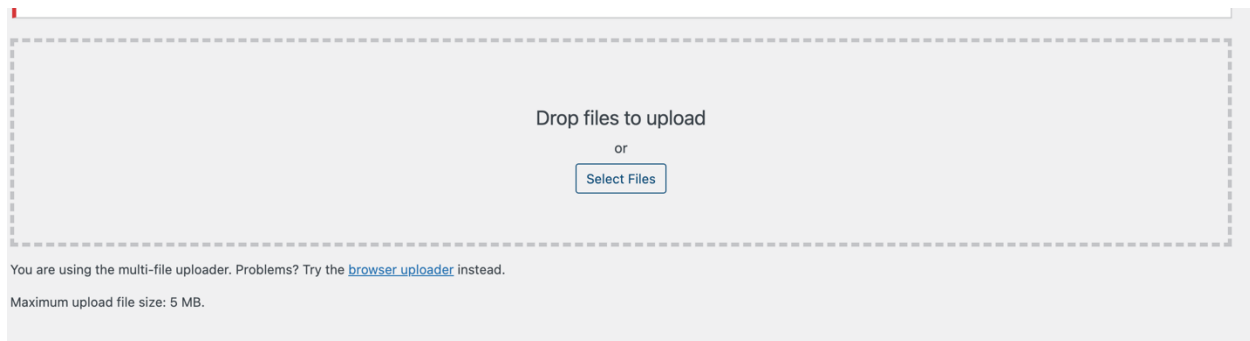 Drop files to upload
or
Select Files
You are using the multi-file uploader. Problems? Try the browser uploader instead.
Maximum upload file size: 5 MB.